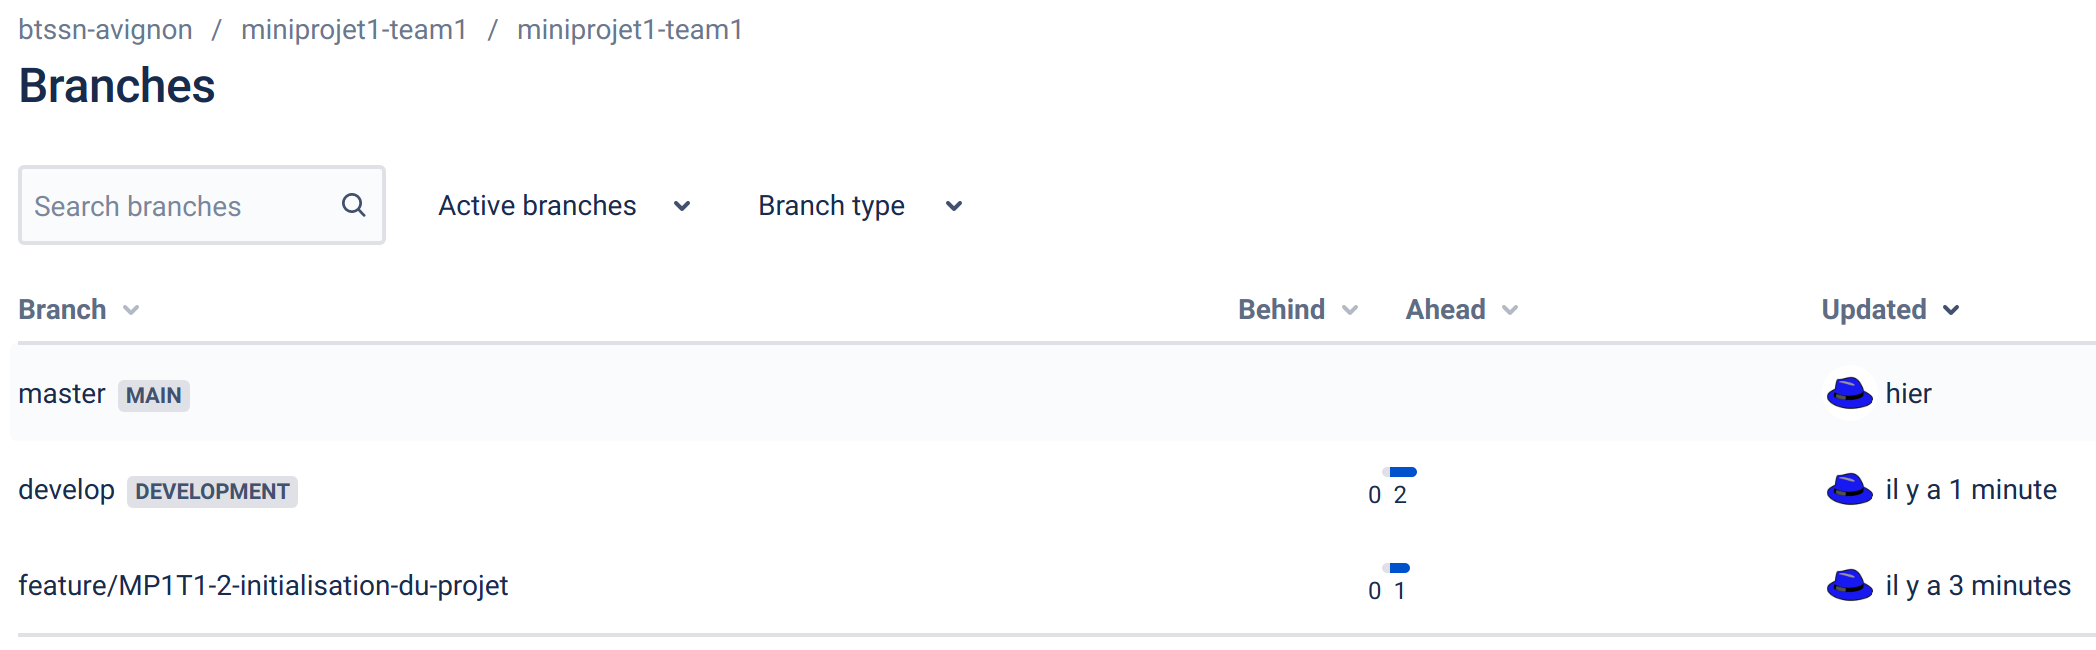 btssn-avignon / miniprojet1-team1 / miniprojet1-team1
Branches
Search branches Active branches Branch type
Branch Behind Ahead Updated
master MAIN hier
develop DEVELOPMENT 0 2 il y a 1 minute
feature/MP1T1-2-initialisation-du-projet 0 1 il y a 3 minutes